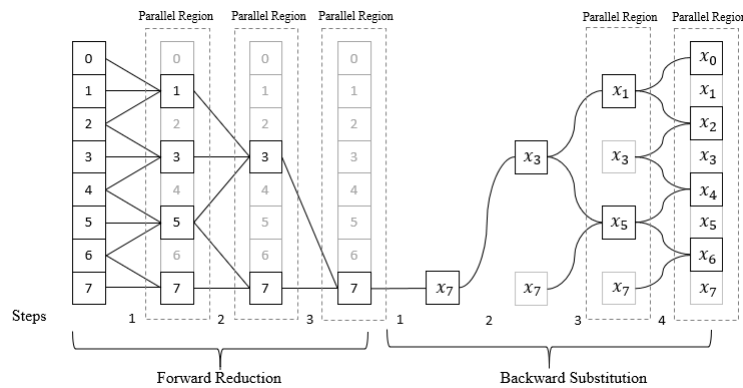 Parallel Region Parallel Region Parallel Region Parallel Region Parallel Region
0 0 0 0 x0
1 1 1 1 x1 x1
2 2 2 2 x2
3 3 3 3 x3 x3 x3
4 4 4 4 x4
5 5 5 5 x5 x5
6 6 6 6 x6
7 7 7 7 x7 x7 x7 x7
Steps 1 2 3 1 2 3 4
Forward Reduction Backward Substitution